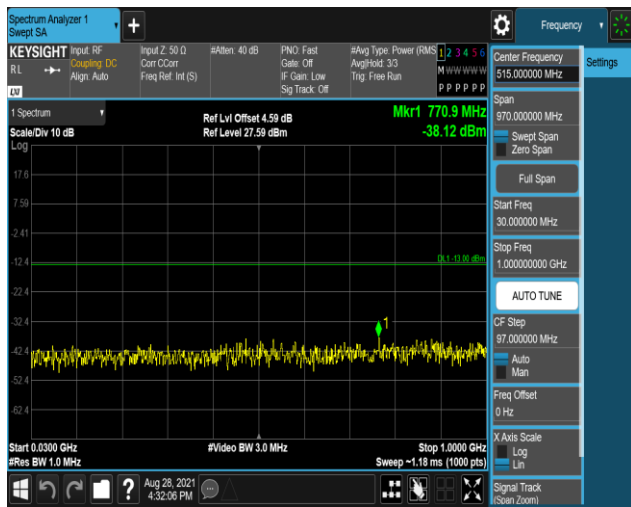 Spectrum Analyzer 1
Swept SA
Frequency
KEYSIGHT
RL
LXI
Input: RF
Coupling: DC
Align: Auto
Input Z: 50 Ω
Corr CCorr
Freq Ref: Int (S)
#Atten: 40 dB
PNO: Fast
Gate: Off
IF Gain: Low
Sig Track: Off
#Avg Type: Power (RMS
Avg|Hold: 3/3
Trig: Free Run
1 2 3 4 5 6
M W W W W W
P P P P P P
1 Spectrum
Scale/Div 10 dB
Log
Ref Lvl Offset 4.59 dB
Ref Level 27.59 dBm
Mkr1 770.9 MHz
-38.12 dBm
17.6
7.59
-2.41
-12.4
-22.4
-32.4
-42.4
-52.4
-62.4
DL1 -13.00 dBm
1
Start 0.0300 GHz
#Res BW 1.0 MHz
#Video BW 3.0 MHz
Stop 1.0000 GHz
Sweep ~1.18 ms (1000 pts)
Aug 28, 2021
4:32:06 PM
Center Frequency
515.000000 MHz
Span
970.000000 MHz
Swept Span
Zero Span
Full Span
Start Freq
30.000000 MHz
Stop Freq
1.000000000 GHz
AUTO TUNE
CF Step
97.000000 MHz
Auto
Man
Freq Offset
0 Hz
X Axis Scale
Log
Lin
Signal Track
(Span Zoom)
Settings